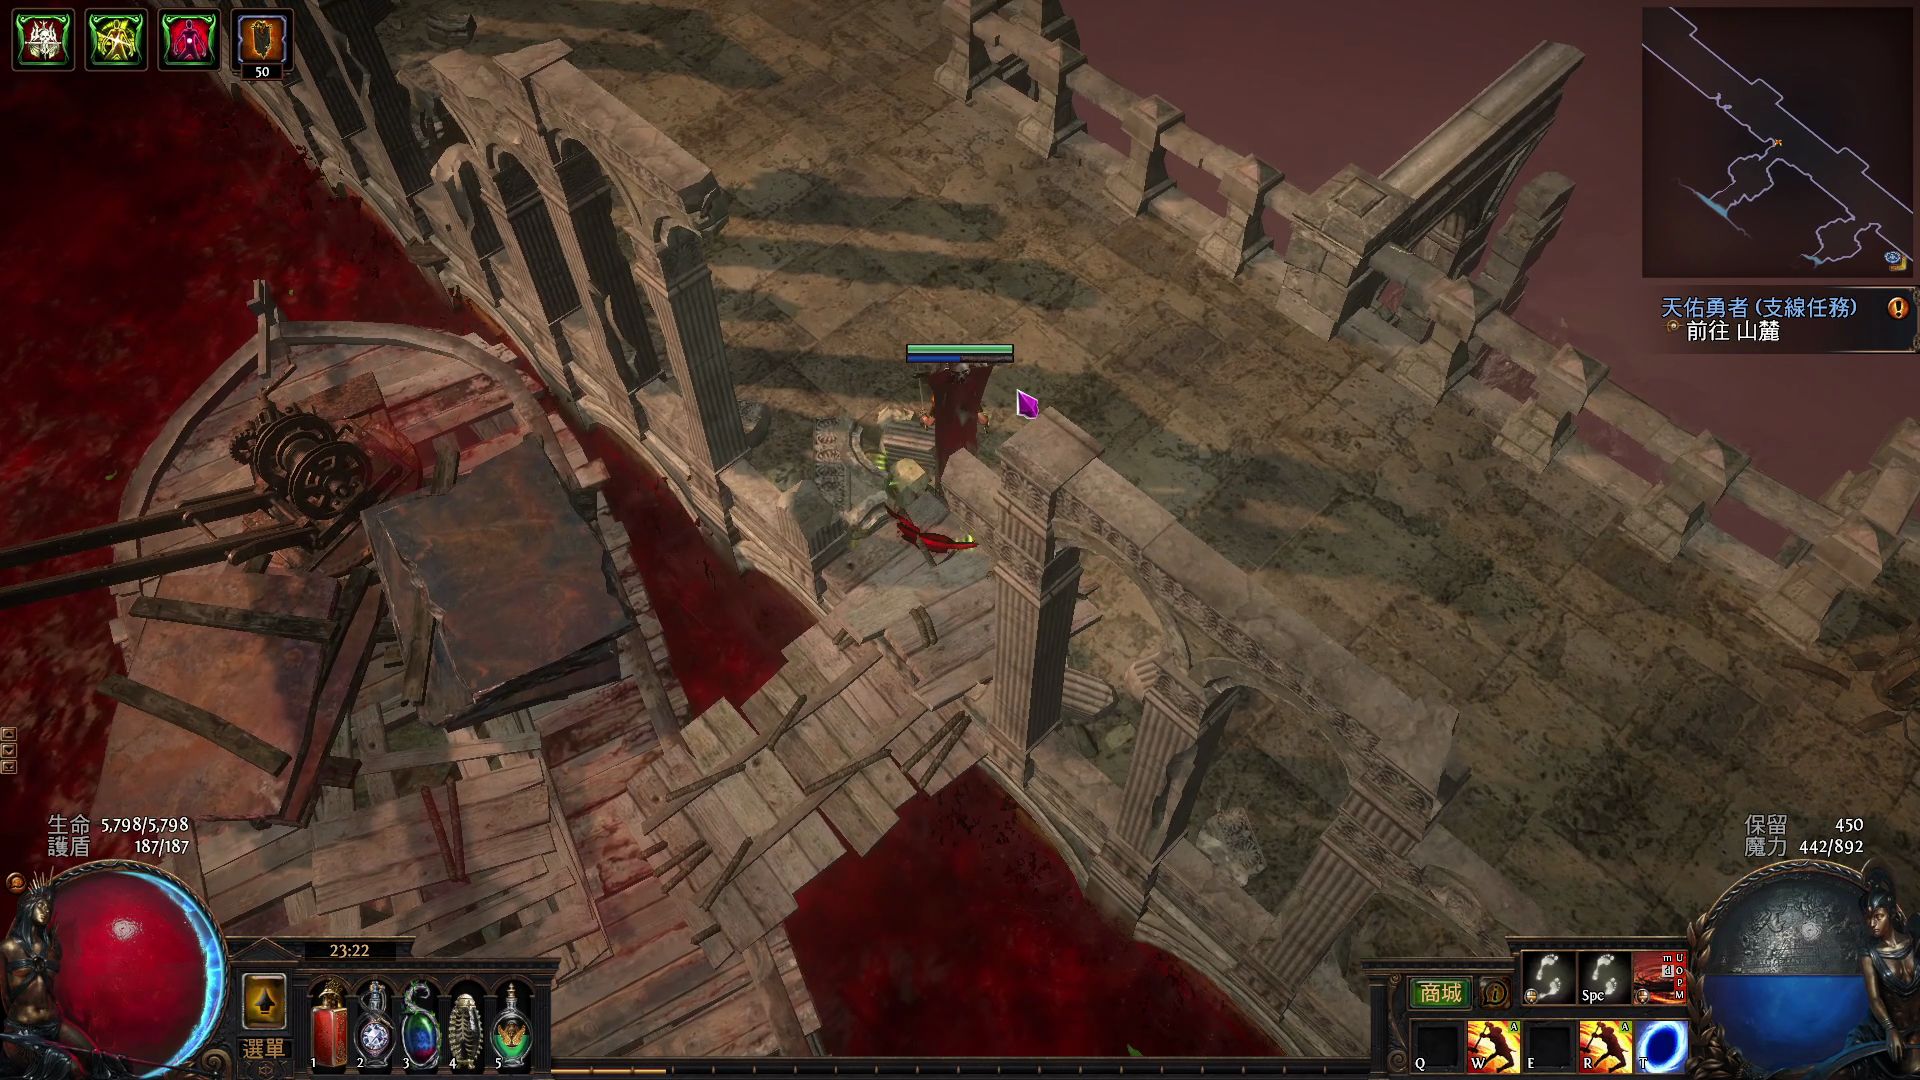 50
天佑勇者 (支線任務)
前往 山麓
生命 5,798/5,798
護盾 187/187
保留 450
魔力 442/892
23:22
選單
1 2 3 4 5
商城
Spc
m U
d O
P
M
Q W A E R A T